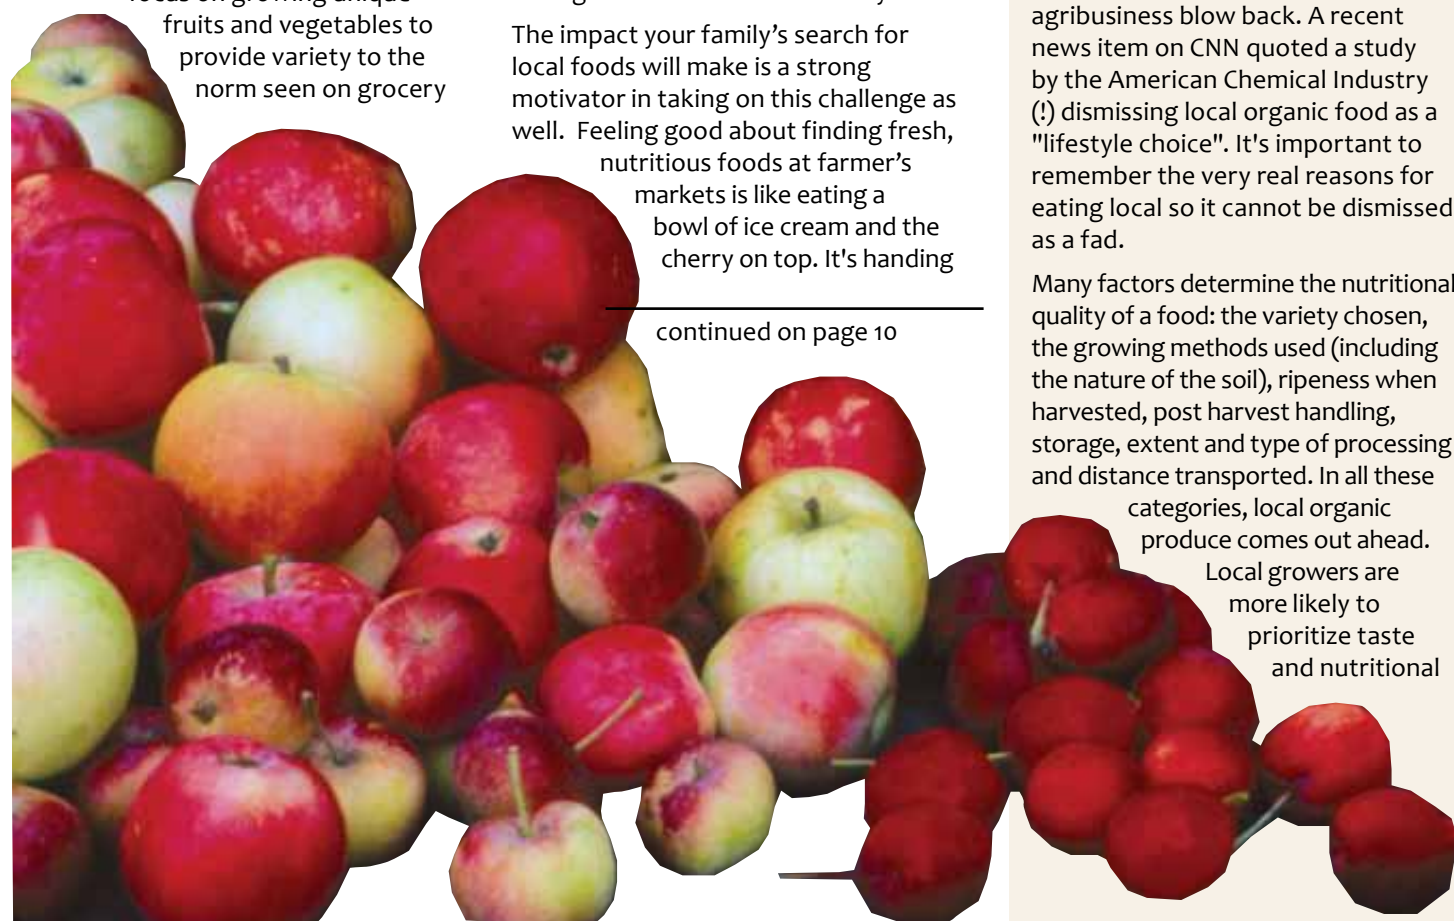 focus on growing unique
fruits and vegetables to
provide variety to the
norm seen on grocery
The impact your family’s search for
local foods will make is a strong
motivator in taking on this challenge as
well.  Feeling good about finding fresh,
nutritious foods at farmer’s
markets is like eating a
bowl of ice cream and the
cherry on top. It's handing
continued on page 10
agribusiness blow back. A recent
news item on CNN quoted a study
by the American Chemical Industry
(!) dismissing local organic food as a
"lifestyle choice". It's important to
remember the very real reasons for
eating local so it cannot be dismissed
as a fad.
Many factors determine the nutritional
quality of a food: the variety chosen,
the growing methods used (including
the nature of the soil), ripeness when
harvested, post harvest handling,
storage, extent and type of processing
and distance transported. In all these
categories, local organic
produce comes out ahead.
Local growers are
more likely to
prioritize taste
and nutritional